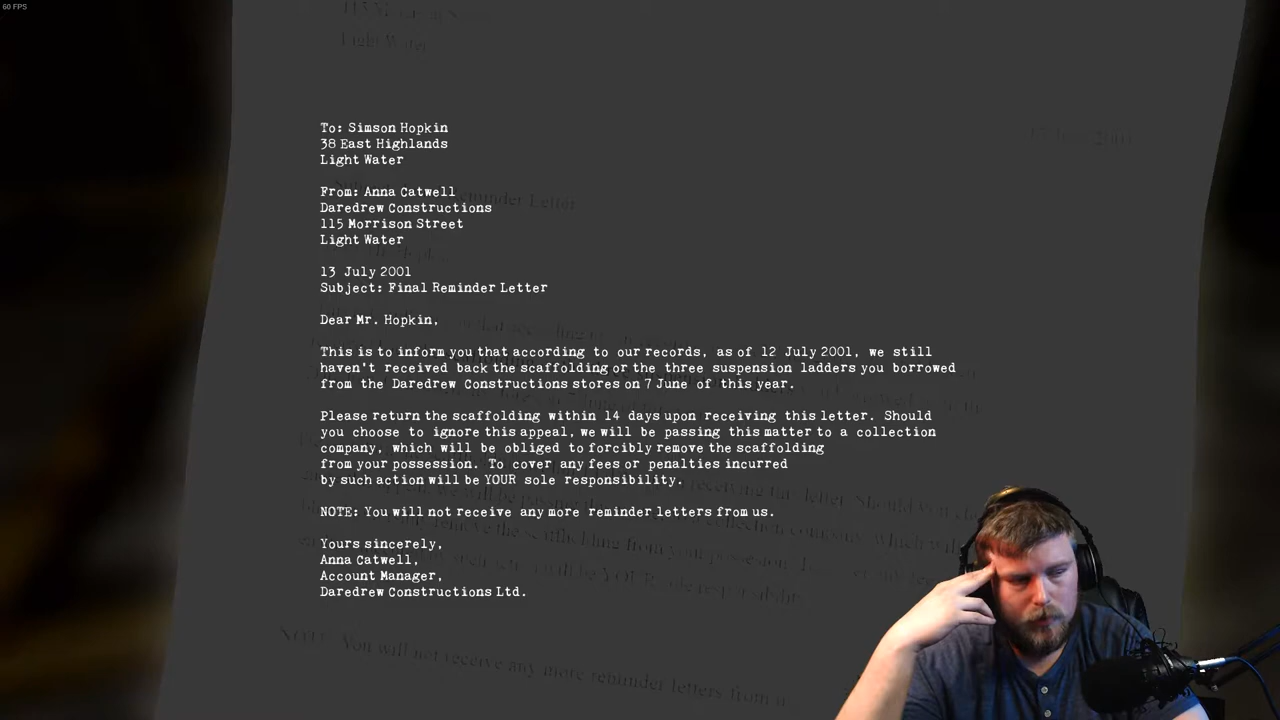 60 FPS
To: Simson Hopkin
38 East Highlands
Light Water
From: Anna Catwell
Daredrew Constructions
115 Morrison Street
Light Water
13 July 2001
Subject: Final Reminder Letter
Dear Mr. Hopkin,
This is to inform you that according to our records, as of 12 July 2001, we still
haven't received back the scaffolding or the three suspension ladders you borrowed
from the Daredrew Constructions stores on 7 June of this year.
Please return the scaffolding within 14 days upon receiving this letter. Should
you choose to ignore this appeal, we will be passing this matter to a collection
company, which will be obliged to forcibly remove the scaffolding
from your possession. To cover any fees or penalties incurred
by such action will be YOUR sole responsibility.
NOTE: You will not receive any more reminder letters from us.
Yours sincerely,
Anna Catwell,
Account Manager,
Daredrew Constructions Ltd.